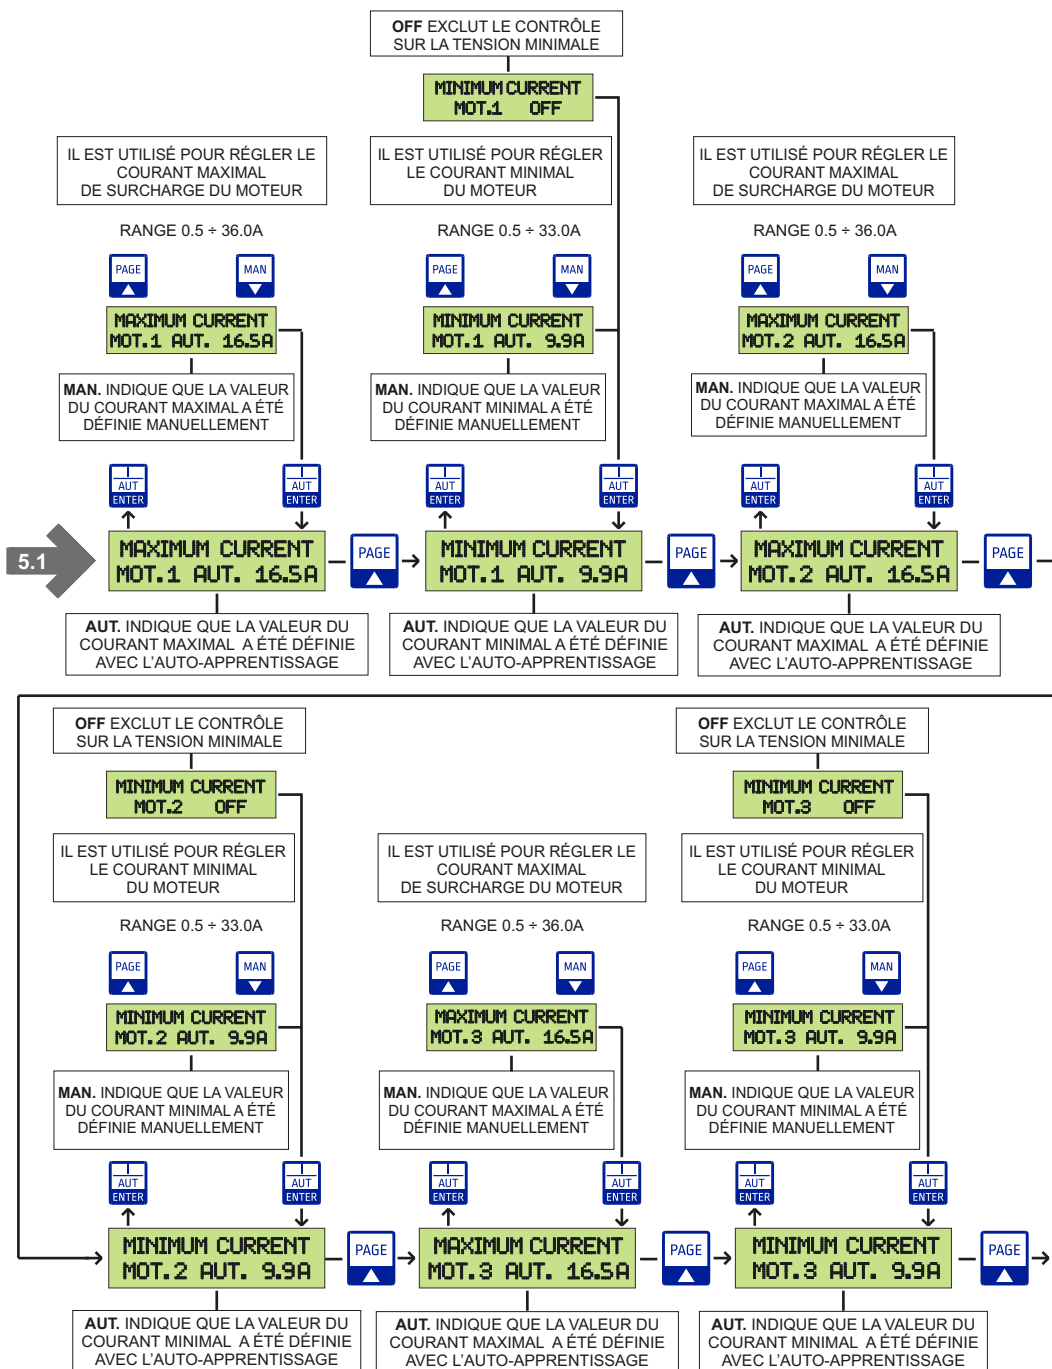 OFF EXCLUT LE CONTRÔLE
SUR LA TENSION MINIMALE
MINIMUM CURRENT
MOT.1 OFF
IL EST UTILISÉ POUR RÉGLER LE
COURANT MAXIMAL
DE SURCHARGE DU MOTEUR
RANGE 0.5 ÷ 36.0A
PAGE
MAN
MAXIMUM CURRENT
MOT.1 AUT. 16.5A
MAN. INDIQUE QUE LA VALEUR
DU COURANT MAXIMAL A ÉTÉ
DÉFINIE MANUELLEMENT
AUT
ENTER
AUT
ENTER
IL EST UTILISÉ POUR RÉGLER
LE COURANT MINIMAL
DU MOTEUR
RANGE 0.5 ÷ 33.0A
PAGE
MAN
MINIMUM CURRENT
MOT.1 AUT. 9.9A
MAN. INDIQUE QUE LA VALEUR
DU COURANT MINIMAL A ÉTÉ
DÉFINIE MANUELLEMENT
AUT
ENTER
AUT
ENTER
IL EST UTILISÉ POUR RÉGLER LE
COURANT MAXIMAL
DE SURCHARGE DU MOTEUR
RANGE 0.5 ÷ 36.0A
PAGE
MAN
MAXIMUM CURRENT
MOT.2 AUT. 16.5A
MAN. INDIQUE QUE LA VALEUR
DU COURANT MAXIMAL A ÉTÉ
DÉFINIE MANUELLEMENT
AUT
ENTER
AUT
ENTER
5.1
MAXIMUM CURRENT
MOT.1 AUT. 16.5A
PAGE
MINIMUM CURRENT
MOT.1 AUT. 9.9A
PAGE
MAXIMUM CURRENT
MOT.2 AUT. 16.5A
PAGE
AUT. INDIQUE QUE LA VALEUR DU
COURANT MAXIMAL A ÉTÉ DÉFINIE
AVEC L'AUTO-APPRENTISSAGE
AUT. INDIQUE QUE LA VALEUR DU
COURANT MINIMAL A ÉTÉ DÉFINIE
AVEC L'AUTO-APPRENTISSAGE
AUT. INDIQUE QUE LA VALEUR DU
COURANT MAXIMAL A ÉTÉ DÉFINIE
AVEC L'AUTO-APPRENTISSAGE
OFF EXCLUT LE CONTRÔLE
SUR LA TENSION MINIMALE
MINIMUM CURRENT
MOT.2 OFF
IL EST UTILISÉ POUR RÉGLER
LE COURANT MINIMAL
DU MOTEUR
RANGE 0.5 ÷ 33.0A
PAGE
MAN
MINIMUM CURRENT
MOT.2 AUT. 9.9A
MAN. INDIQUE QUE LA VALEUR
DU COURANT MINIMAL A ÉTÉ
DÉFINIE MANUELLEMENT
AUT
ENTER
AUT
ENTER
IL EST UTILISÉ POUR RÉGLER LE
COURANT MAXIMAL
DE SURCHARGE DU MOTEUR
RANGE 0.5 ÷ 36.0A
PAGE
MAN
MAXIMUM CURRENT
MOT.3 AUT. 16.5A
MAN. INDIQUE QUE LA VALEUR
DU COURANT MAXIMAL A ÉTÉ
DÉFINIE MANUELLEMENT
AUT
ENTER
AUT
ENTER
OFF EXCLUT LE CONTRÔLE
SUR LA TENSION MINIMALE
MINIMUM CURRENT
MOT.3 OFF
IL EST UTILISÉ POUR RÉGLER
LE COURANT MINIMAL
DU MOTEUR
RANGE 0.5 ÷ 33.0A
PAGE
MAN
MINIMUM CURRENT
MOT.3 AUT. 9.9A
MAN. INDIQUE QUE LA VALEUR
DU COURANT MINIMAL A ÉTÉ
DÉFINIE MANUELLEMENT
AUT
ENTER
AUT
ENTER
MINIMUM CURRENT
MOT.2 AUT. 9.9A
PAGE
MAXIMUM CURRENT
MOT.3 AUT. 16.5A
PAGE
MINIMUM CURRENT
MOT.3 AUT. 9.9A
PAGE
AUT. INDIQUE QUE LA VALEUR DU
COURANT MINIMAL A ÉTÉ DÉFINIE
AVEC L'AUTO-APPRENTISSAGE
AUT. INDIQUE QUE LA VALEUR DU
COURANT MAXIMAL A ÉTÉ DÉFINIE
AVEC L'AUTO-APPRENTISSAGE
AUT. INDIQUE QUE LA VALEUR DU
COURANT MINIMAL A ÉTÉ DÉFINIE
AVEC L'AUTO-APPRENTISSAGE